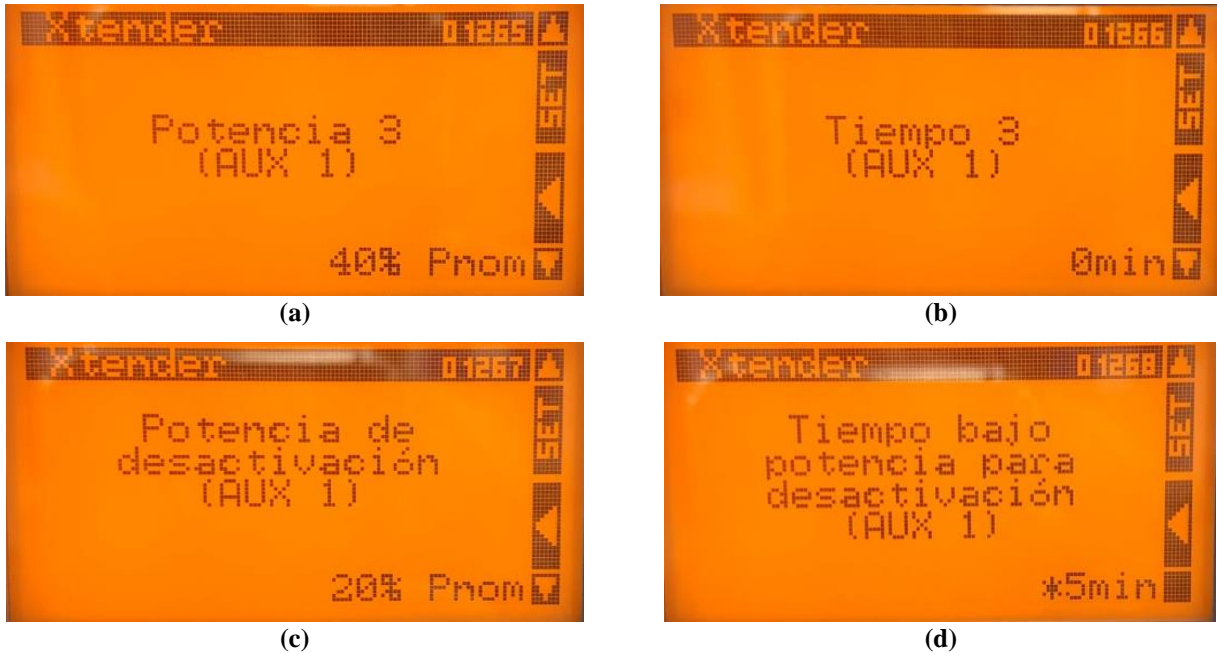 Xtender 01265
SET
Potencia 3
(AUX 1)
40% Pnom
(a)
Xtender 01266
SET
Tiempo 3
(AUX 1)
0min
(b)
Xtender 01267
SET
Potencia de
desactivación
(AUX 1)
20% Pnom
(c)
Xtender 01268
SET
Tiempo bajo
potencia para
desactivación
(AUX 1)
*5min
(d)